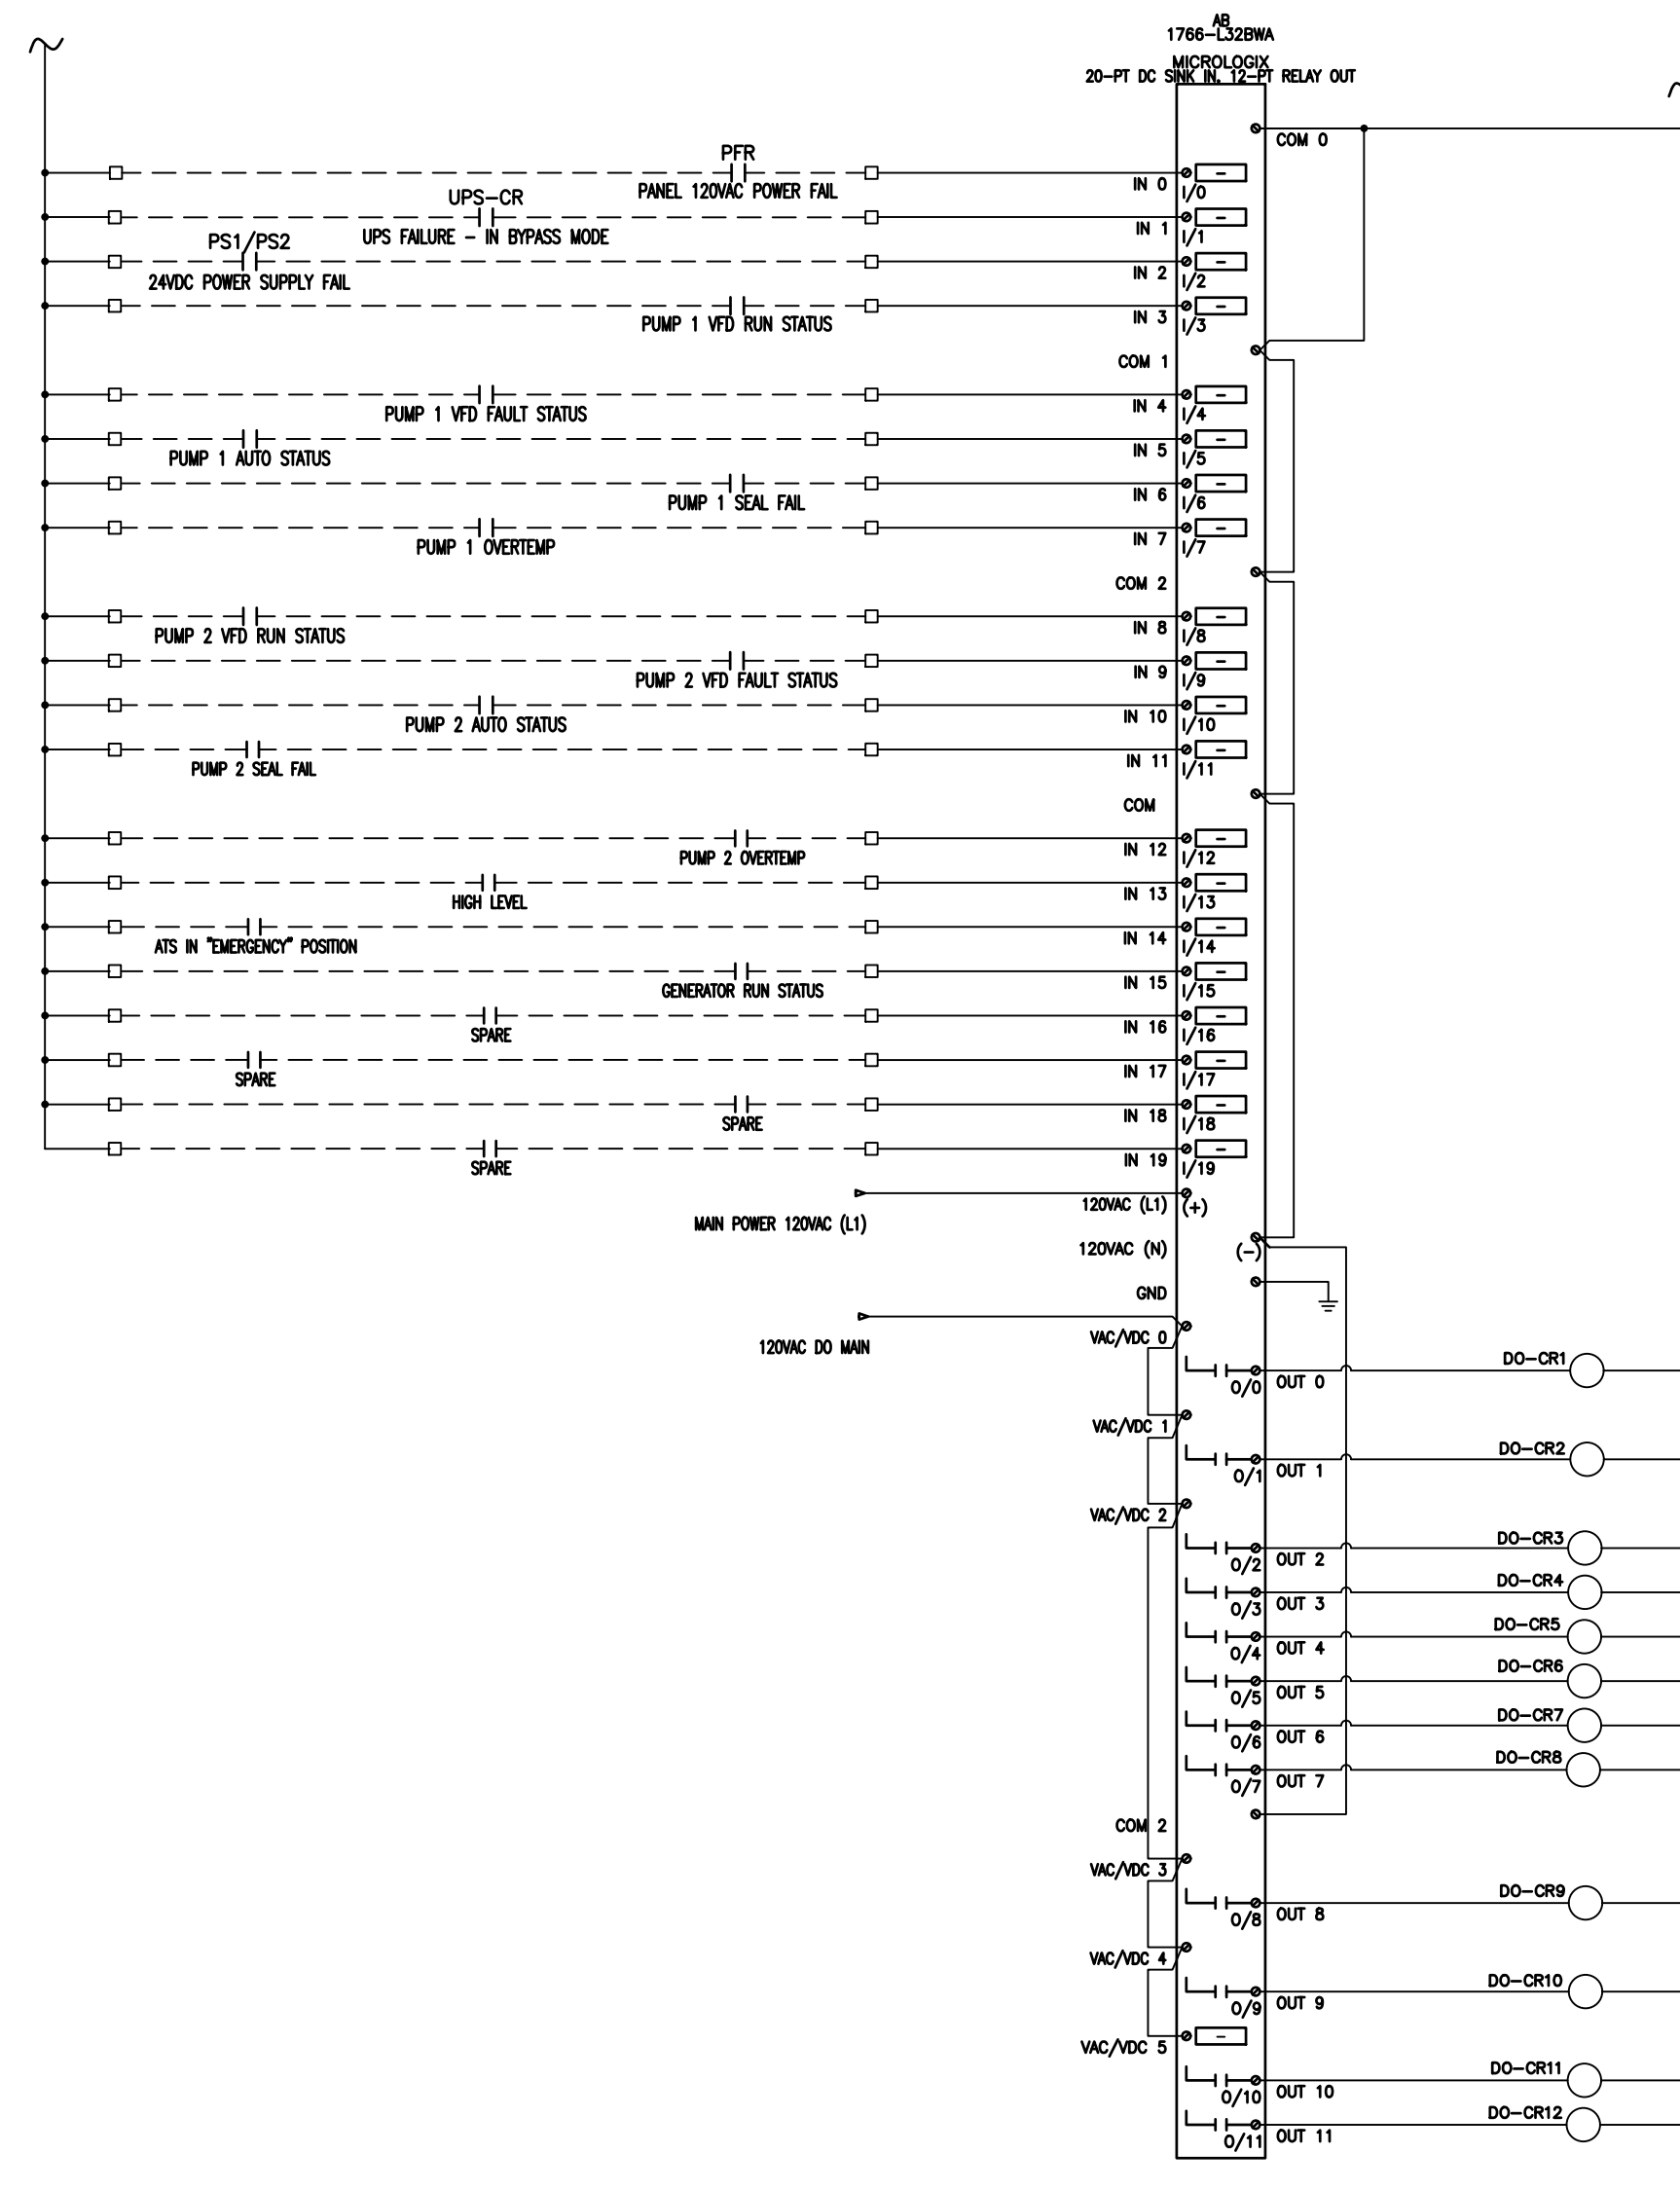 AB
1766-L32BWA
MICROLOGIX
20-PT DC SINK IN, 12-PT RELAY OUT
COM 0
PFR
PANEL 120VAC POWER FAIL
IN 0
I/0
UPS-CR
UPS FAILURE - IN BYPASS MODE
IN 1
I/1
PS1/PS2
24VDC POWER SUPPLY FAIL
IN 2
I/2
PUMP 1 VFD RUN STATUS
IN 3
I/3
COM 1
PUMP 1 VFD FAULT STATUS
IN 4
I/4
PUMP 1 AUTO STATUS
IN 5
I/5
PUMP 1 SEAL FAIL
IN 6
I/6
PUMP 1 OVERTEMP
IN 7
I/7
COM 2
PUMP 2 VFD RUN STATUS
IN 8
I/8
PUMP 2 VFD FAULT STATUS
IN 9
I/9
PUMP 2 AUTO STATUS
IN 10
I/10
PUMP 2 SEAL FAIL
IN 11
I/11
COM
PUMP 2 OVERTEMP
IN 12
I/12
HIGH LEVEL
IN 13
I/13
ATS IN "EMERGENCY" POSITION
IN 14
I/14
GENERATOR RUN STATUS
IN 15
I/15
SPARE
IN 16
I/16
SPARE
IN 17
I/17
SPARE
IN 18
I/18
SPARE
IN 19
I/19
MAIN POWER 120VAC (L1)
120VAC (L1)
(+)
120VAC (N)
(-)
GND
120VAC DO MAIN
VAC/VDC 0
O/0
OUT 0
DO-CR1
VAC/VDC 1
O/1
OUT 1
DO-CR2
VAC/VDC 2
O/2
OUT 2
DO-CR3
O/3
OUT 3
DO-CR4
O/4
OUT 4
DO-CR5
O/5
OUT 5
DO-CR6
O/6
OUT 6
DO-CR7
O/7
OUT 7
DO-CR8
COM 2
VAC/VDC 3
O/8
OUT 8
DO-CR9
VAC/VDC 4
O/9
OUT 9
DO-CR10
VAC/VDC 5
O/10
OUT 10
DO-CR11
O/11
OUT 11
DO-CR12